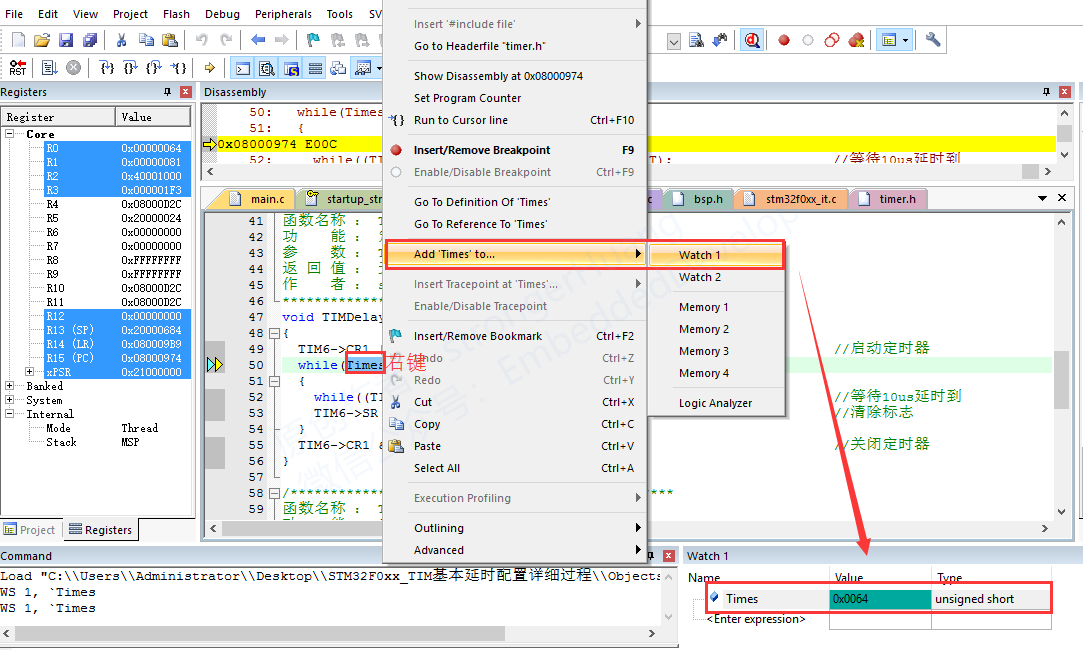 File Edit View Project Flash Debug Peripherals Tools SV
Insert '#include file'
Go to Headerfile "timer.h"
Show Disassembly at 0x08000974
Set Program Counter
Run to Cursor line Ctrl+F10
Insert/Remove Breakpoint F9
Enable/Disable Breakpoint Ctrl+F9
Go To Definition Of 'Times'
Go To Reference To 'Times'
Add 'Times' to...
Insert Tracepoint at 'Times'...
Enable/Disable Tracepoint
Insert/Remove Bookmark Ctrl+F2
Undo Ctrl+Z
Redo Ctrl+Y
Cut Ctrl+X
Copy Ctrl+C
Paste Ctrl+V
Select All Ctrl+A
Execution Profiling
Outlining
Advanced
Watch 1
Watch 2
Memory 1
Memory 2
Memory 3
Memory 4
Logic Analyzer
RST
Registers
Register Value
Core
R0 0x00000064
R1 0x00000081
R2 0x40001000
R3 0x000001F3
R4 0x08000D2C
R5 0x20000024
R6 0x00000000
R7 0x00000000
R8 0xFFFFFFFF
R9 0xFFFFFFFF
R10 0x08000D2C
R11 0x08000D2C
R12 0x00000000
R13 (SP) 0x20000684
R14 (LR) 0x080009B9
R15 (PC) 0x08000974
xPSR 0x21000000
Banked
System
Internal
Mode Thread
Stack MSP
Project Registers
Disassembly
50: while(Times
51: {
0x08000974 E00C
52: while((TI T); //等待10us延时到
main.c startup_str c bsp.h stm32f0xx_it.c timer.h
41 函数名称 : T
42 功 能 :
43 参 数 : T
44 返 回 值 :
45 作 者 : s
46 ***************
47 void TIMDelay
48 {
49 TIM6->CR1 //启动定时器
50 while(Times 右键
51 {
52 while((TI //等待10us延时到
53 TIM6->SR //清除标志
54 }
55 TIM6->CR1 & //关闭定时器
56 }
57
58 /***************
59 函数名称 : T
Command
Load "C:\\Users\\Administrator\\Desktop\\STM32F0xx_TIM基本延时配置详细过程\\Objects
WS 1, `Times
WS 1, `Times
Watch 1
Name Value Type
Times 0x0064 unsigned short
<Enter expression>